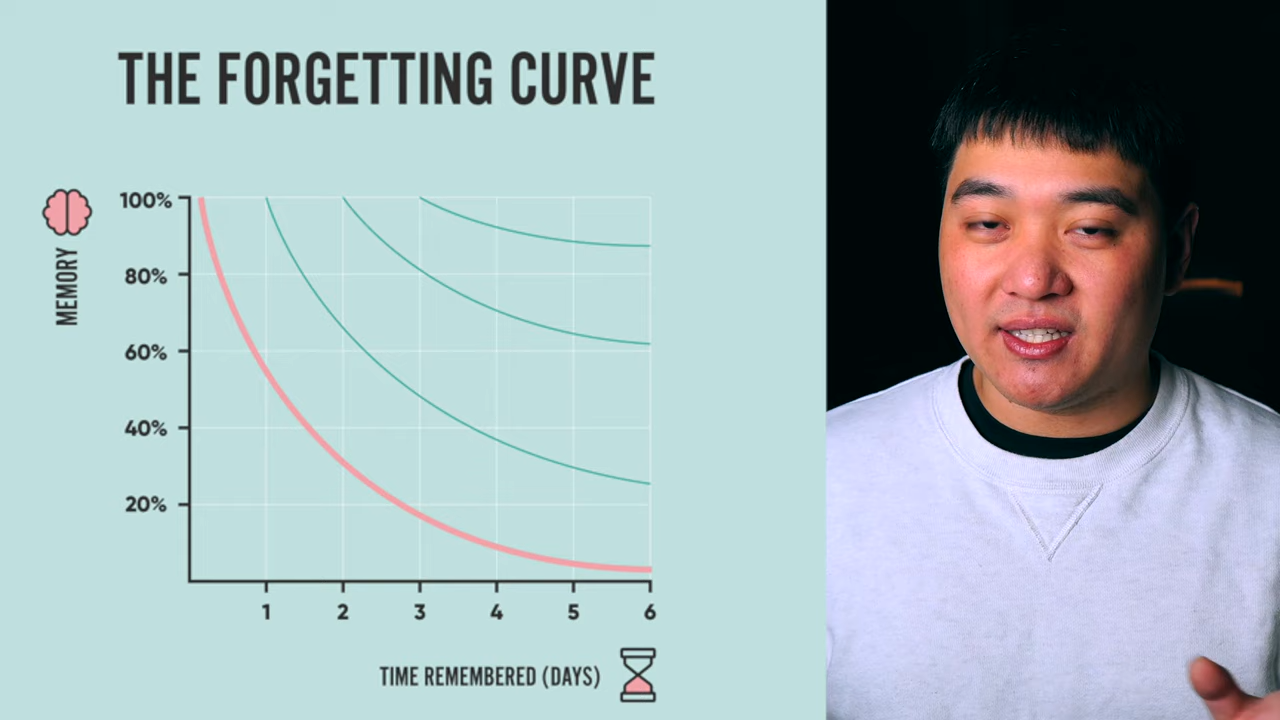 THE FORGETTING CURVE
MEMORY
100%
80%
60%
40%
20%
1 2 3 4 5 6
TIME REMEMBERED (DAYS)